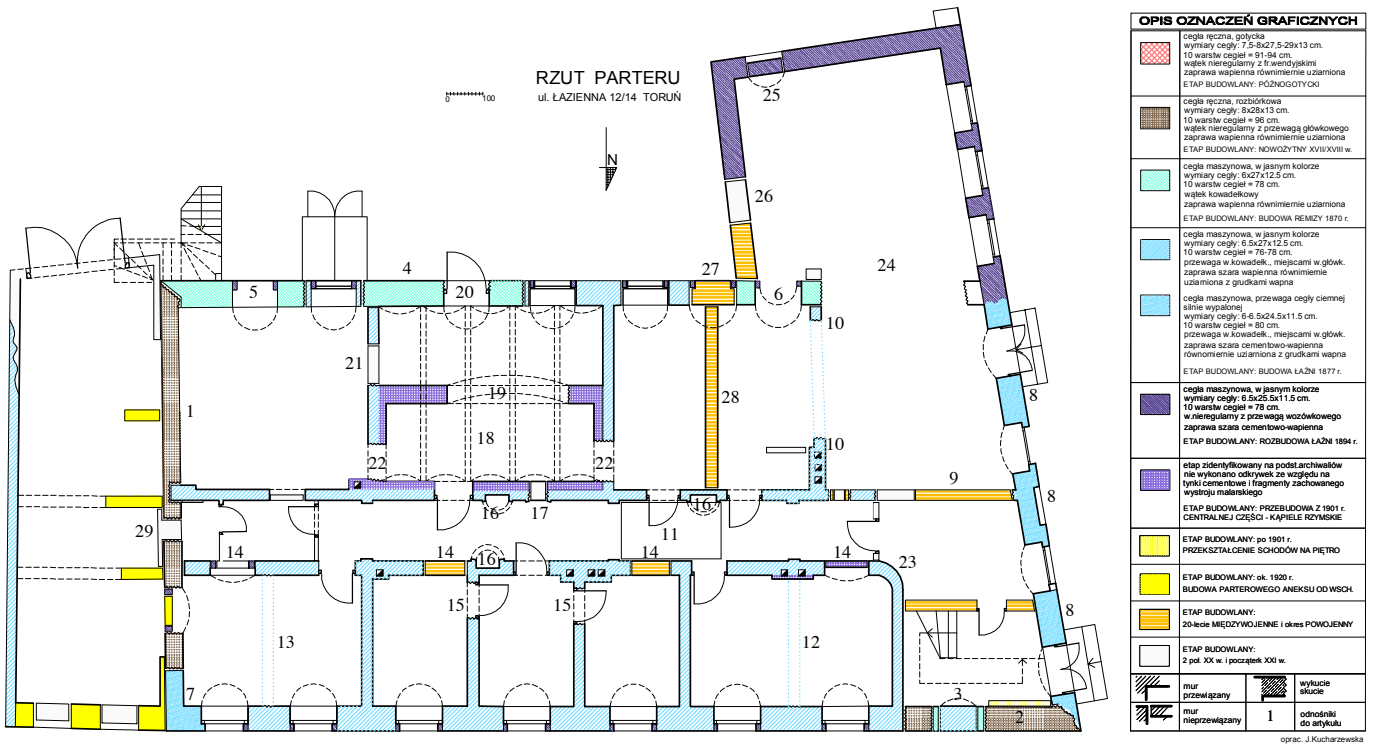 RZUT PARTERU
ul. ŁAZIENNA 12/14 TORUŃ
0 100
N
25
26
24
4
27
5
20
6
10
21
8
19
1
28
18
10
22
22
9
8
16
17
16
11
29
14
16
14
14
14
23
15
15
8
13
12
7
3
2
OPIS OZNACZEŃ GRAFICZNYCH
cegła ręczna, gotycka
wymiary cegły: 7,5-8x27,5-29x13 cm.
10 warstw cegieł = 91-94 cm.
wątek nieregularny z fr.wendyjskimi
zaprawa wapienna równimiernie uziarniona
ETAP BUDOWLANY: PÓŹNOGOTYCKI
cegła ręczna, rozbiórkowa
wymiary cegły: 8x28x13 cm.
10 warstw cegieł = 96 cm.
wątek nieregularny z przewagą główkowego
zaprawa wapienna równimiernie uziarniona
ETAP BUDOWLANY: NOWOŻYTNY XVII/XVIII w.
cegła maszynowa, w jasnym kolorze
wymiary cegły: 6x27x12.5 cm.
10 warstw cegieł = 78 cm.
wątek kowadełkowy
zaprawa wapienna równimiernie uziarniona
ETAP BUDOWLANY: BUDOWA REMIZY 1870 r.
cegła maszynowa, w jasnym kolorze
wymiary cegły: 6.5x27x12.5 cm.
10 warstw cegieł = 76-78 cm.
przewaga w.kowadełk., miejscami w.główk.
zaprawa szara wapienna równimiernie
uziarniona z grudkami wapna
cegła maszynowa, przewaga cegły ciemnej
silnie wypalonej
wymiary cegły: 6-6.5x24.5x11.5 cm.
10 warstw cegieł = 80 cm.
przewaga w.kowadełk., miejscami w.główk.
zaprawa szara cementowo-wapienna
równomiernie uziarniona z grudkami wapna
ETAP BUDOWLANY: BUDOWA ŁAŹNI 1877 r.
cegła maszynowa, w jasnym kolorze
wymiary cegły: 6.5x25.5x11.5 cm.
10 warstw cegieł = 78 cm.
w.nieregularny z przewagą wozówkowego
zaprawa szara cementowo-wapienna
ETAP BUDOWLANY: ROZBUDOWA ŁAŹNI 1894 r.
etap zidentyfikowany na podst.archiwaliów
nie wykonano odkrywek ze względu na
tynki cementowe i fragmenty zachowanego
wystroju malarskiego
ETAP BUDOWLANY: PRZEBUDOWA Z 1901 r.
CENTRALNEJ CZĘŚCI - KĄPIELE RZYMSKIE
ETAP BUDOWLANY: po 1901 r.
PRZEKSZTAŁCENIE SCHODÓW NA PIĘTRO
ETAP BUDOWLANY: ok. 1920 r.
BUDOWA PARTEROWEGO ANEKSU OD WSCH.
ETAP BUDOWLANY:
20-lecie MIĘDZYWOJENNE i okres POWOJENNY
ETAP BUDOWLANY:
2 poł. XX w. i początek XXI w.
mur
przewiązany
wykucie
skucie
mur
nieprzewiązany
1
odnośniki
do artykułu
oprac. J.Kucharzewska